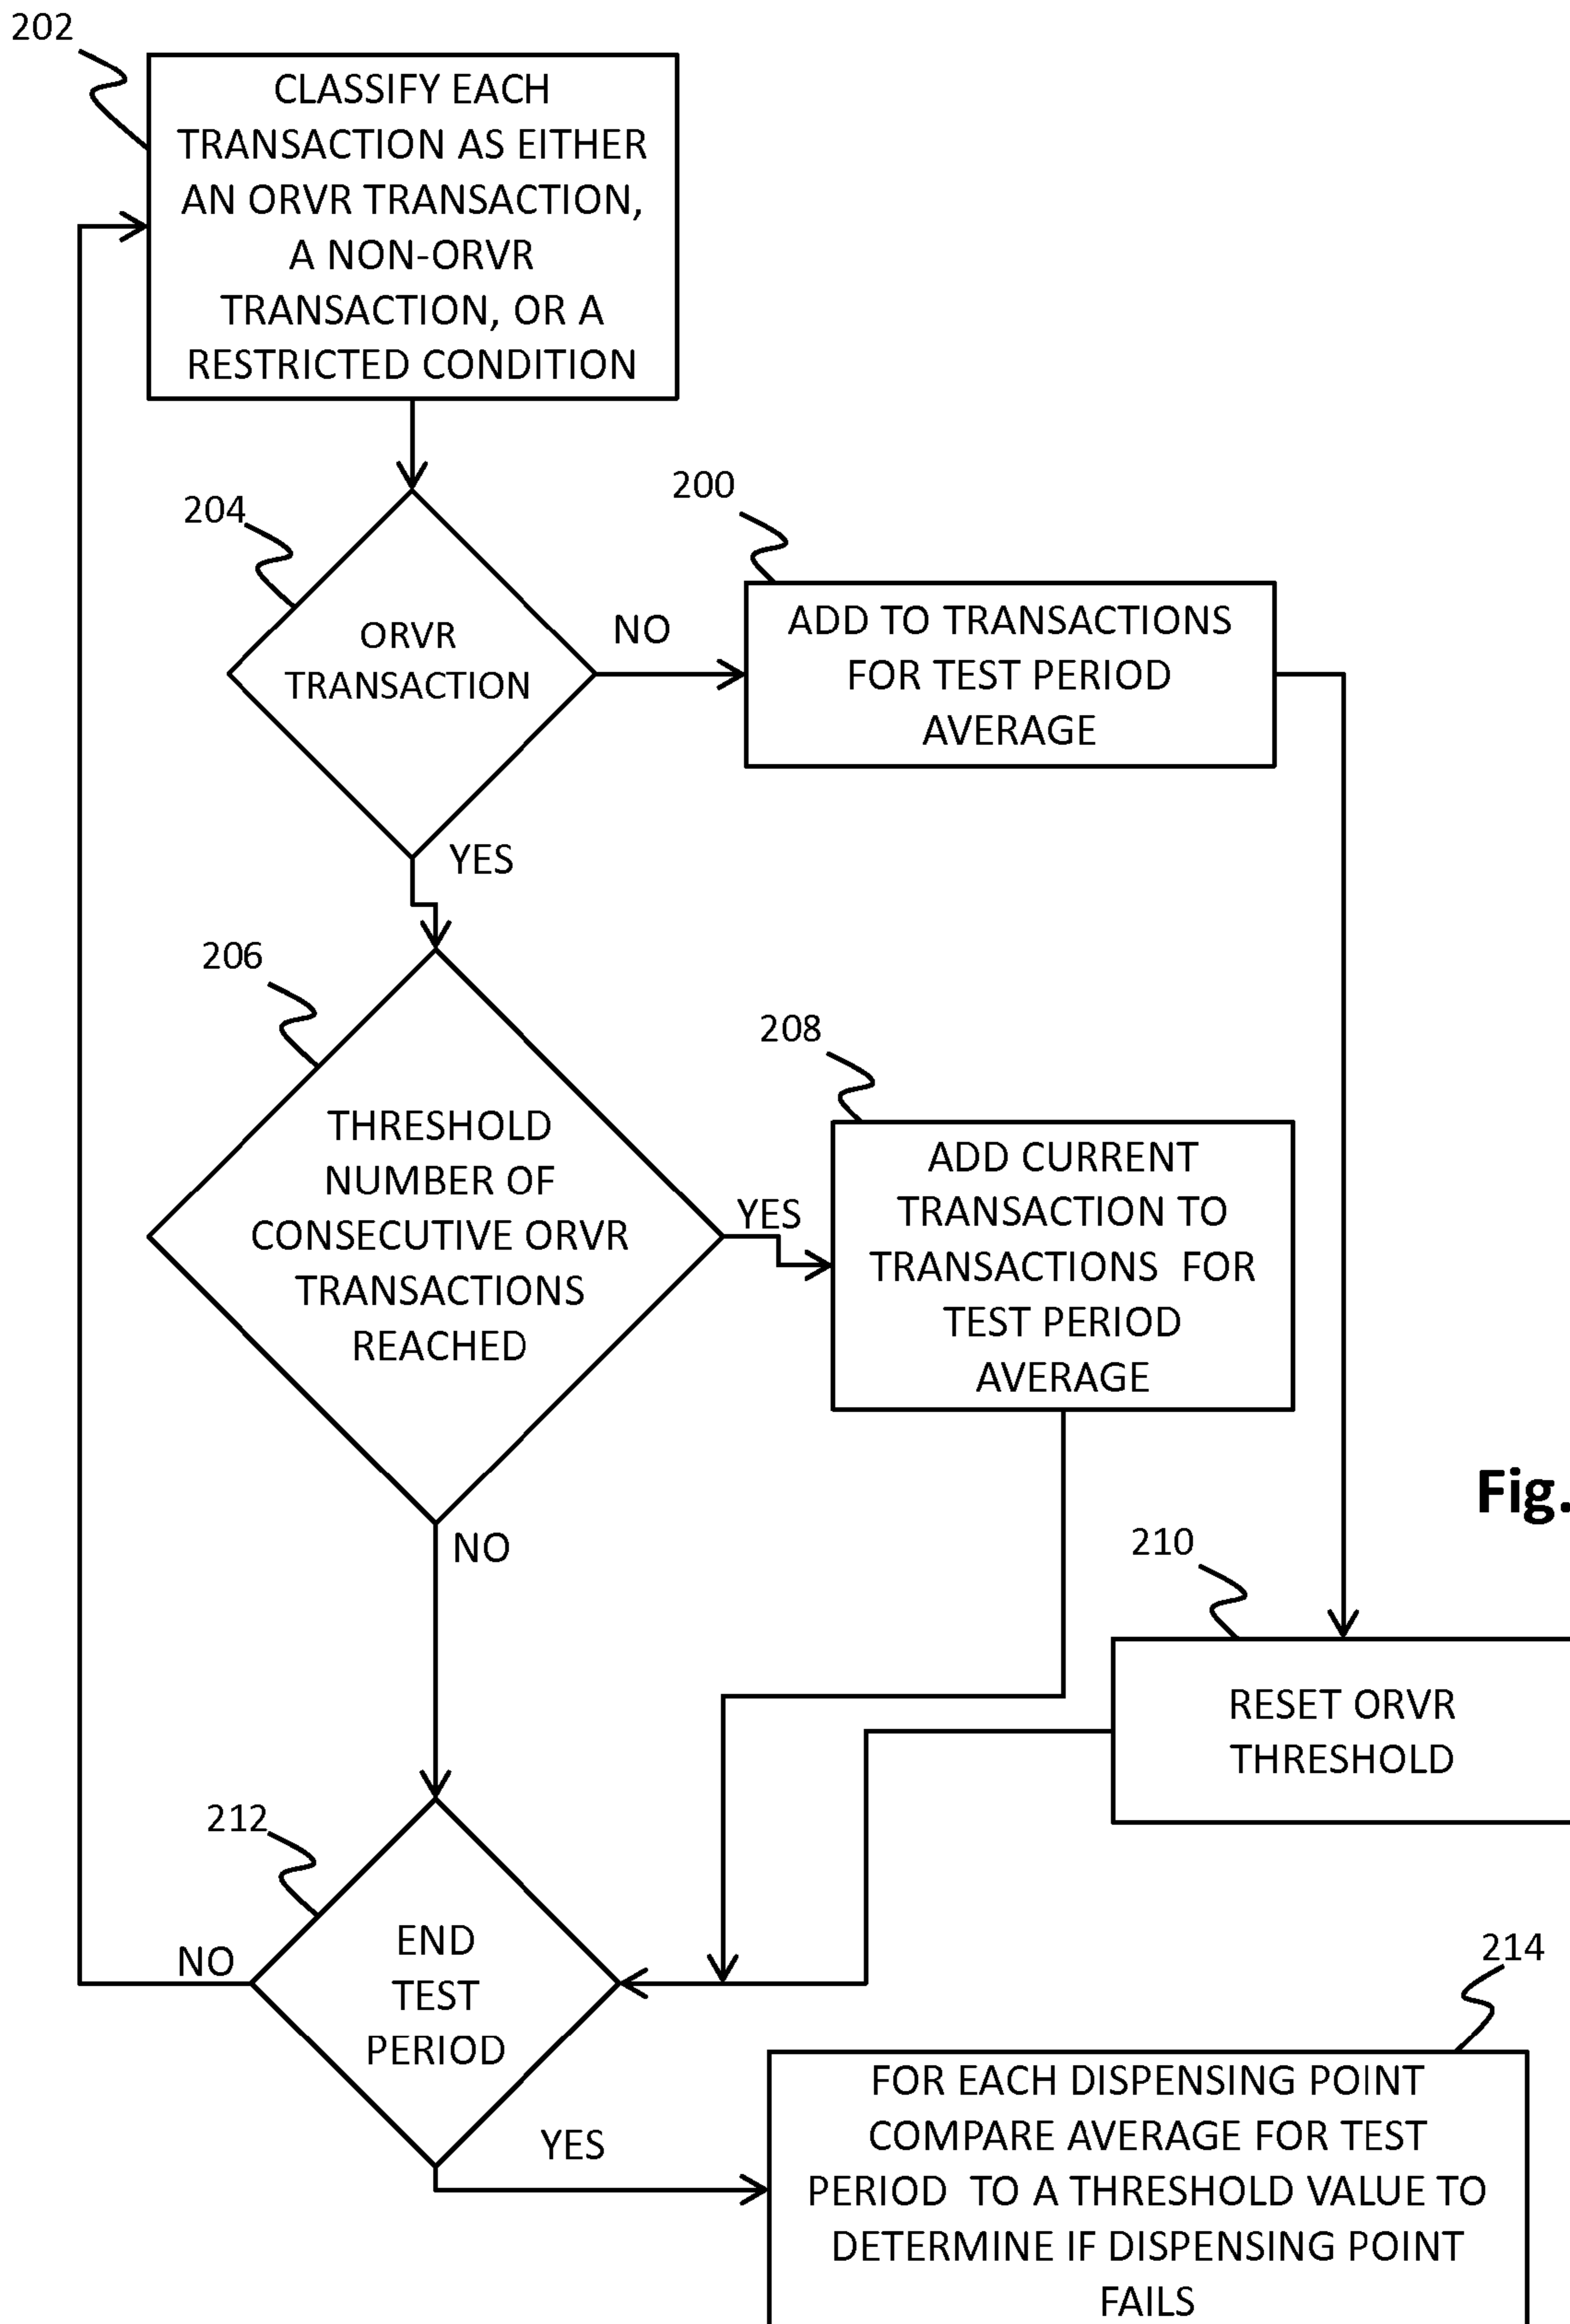 202
CLASSIFY EACH
TRANSACTION AS EITHER
AN ORVR TRANSACTION,
A NON-ORVR
TRANSACTION, OR A
RESTRICTED CONDITION
204
ORVR
TRANSACTION
NO
200
ADD TO TRANSACTIONS
FOR TEST PERIOD
AVERAGE
YES
206
THRESHOLD
NUMBER OF
CONSECUTIVE ORVR
TRANSACTIONS
REACHED
YES
208
ADD CURRENT
TRANSACTION TO
TRANSACTIONS FOR
TEST PERIOD
AVERAGE
NO
Fig.
210
RESET ORVR
THRESHOLD
212
END
TEST
PERIOD
NO
YES
214
FOR EACH DISPENSING POINT
COMPARE AVERAGE FOR TEST
PERIOD TO A THRESHOLD VALUE TO
DETERMINE IF DISPENSING POINT
FAILS